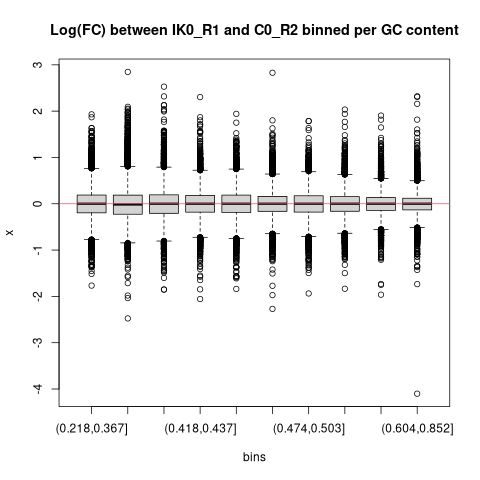 Log(FC) between IK0_R1 and C0_R2 binned per GC content
3
2
1
0
-1
-2
-3
-4
x
(0.218,0.367] (0.418,0.437] (0.474,0.503] (0.604,0.852]
bins